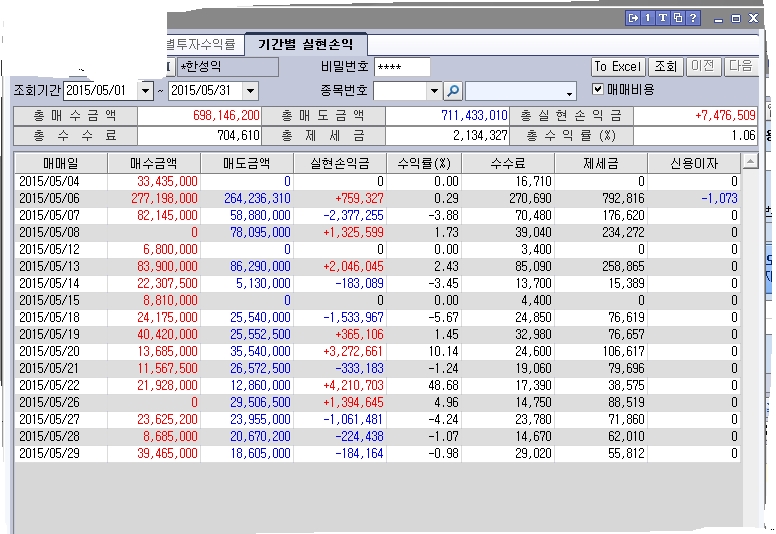 1 T ?
별투자수익률 기간별 실현손익
*한성익 비밀번호 **** To Excel 조회 이전 다음
조회기간 2015/05/01 ~ 2015/05/31 종목번호 매매비용
총 매 수 금 액 698,146,200 총 매 도 금 액 711,433,010 총 실 현 손 익 금 +7,476,509
총 수 수 료 704,610 총 제 세 금 2,134,327 총 수 익 률 (%) 1.06
매매일 매수금액 매도금액 실현손익금 수익률(%) 수수료 제세금 신용이자
2015/05/04 33,435,000 0 0 0.00 16,710 0 0
2015/05/06 277,198,000 264,236,310 +759,327 0.29 270,690 792,816 -1,073
2015/05/07 82,145,000 58,880,000 -2,377,255 -3.88 70,480 176,620 0
2015/05/08 0 78,095,000 +1,325,599 1.73 39,040 234,272 0
2015/05/12 6,800,000 0 0 0.00 3,400 0 0
2015/05/13 83,900,000 86,290,000 +2,046,045 2.43 85,090 258,865 0
2015/05/14 22,307,500 5,130,000 -183,089 -3.45 13,700 15,389 0
2015/05/15 8,810,000 0 0 0.00 4,400 0 0
2015/05/18 24,175,000 25,540,000 -1,533,967 -5.67 24,850 76,619 0
2015/05/19 40,420,000 25,552,500 +365,106 1.45 32,980 76,657 0
2015/05/20 13,685,000 35,540,000 +3,272,661 10.14 24,600 106,617 0
2015/05/21 11,567,500 26,572,500 -333,183 -1.24 19,060 79,696 0
2015/05/22 21,928,000 12,860,000 +4,210,703 48.68 17,390 38,575 0
2015/05/26 0 29,506,500 +1,394,645 4.96 14,750 88,519 0
2015/05/27 23,625,200 23,955,000 -1,061,481 -4.24 23,780 71,860 0
2015/05/28 8,685,000 20,670,200 -224,438 -1.07 14,670 62,010 0
2015/05/29 39,465,000 18,605,000 -184,164 -0.98 29,020 55,812 0